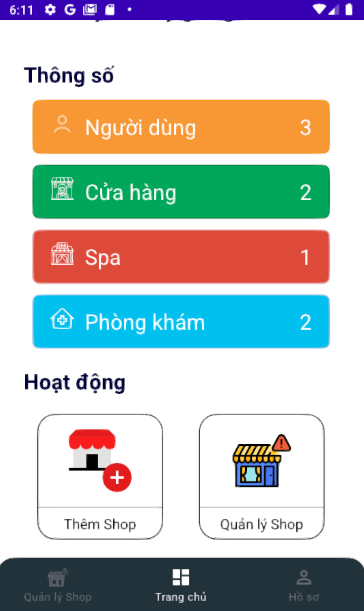 6:11
Thông số
Người dùng 3
Cửa hàng 2
Spa 1
Phòng khám 2
Hoạt động
Thêm Shop
Quản lý Shop
Quản lý Shop
Trang chủ
Hồ sơ